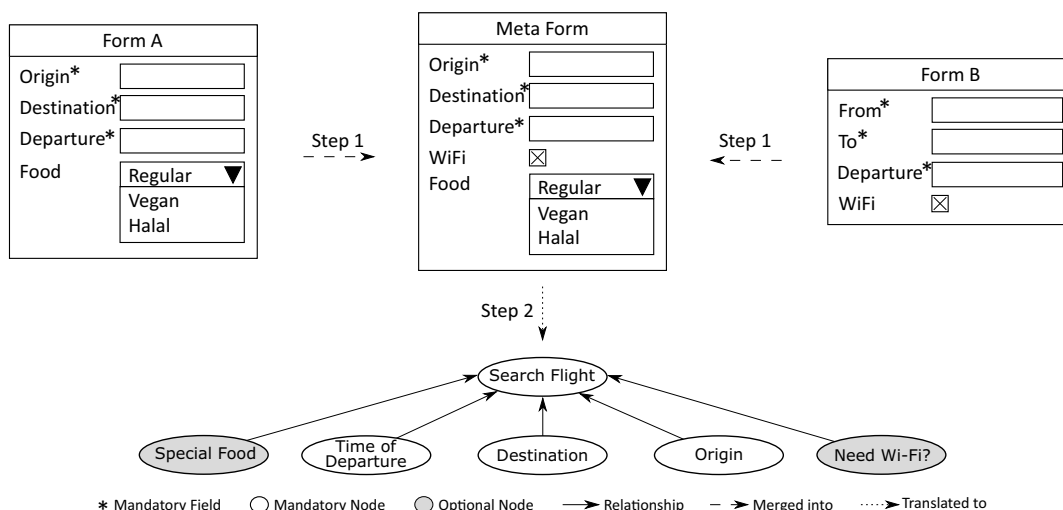 Form A
Origin*
Destination*
Departure*
Food
Regular
Vegan
Halal
Step 1
Meta Form
Origin*
Destination*
Departure*
WiFi
Food
Regular
Vegan
Halal
Step 1
Form B
From*
To*
Departure*
WiFi
Step 2
Search Flight
Special Food
Time of
Departure
Destination
Origin
Need Wi-Fi?
* Mandatory Field
Mandatory Node
Optional Node
Relationship
Merged into
Translated to